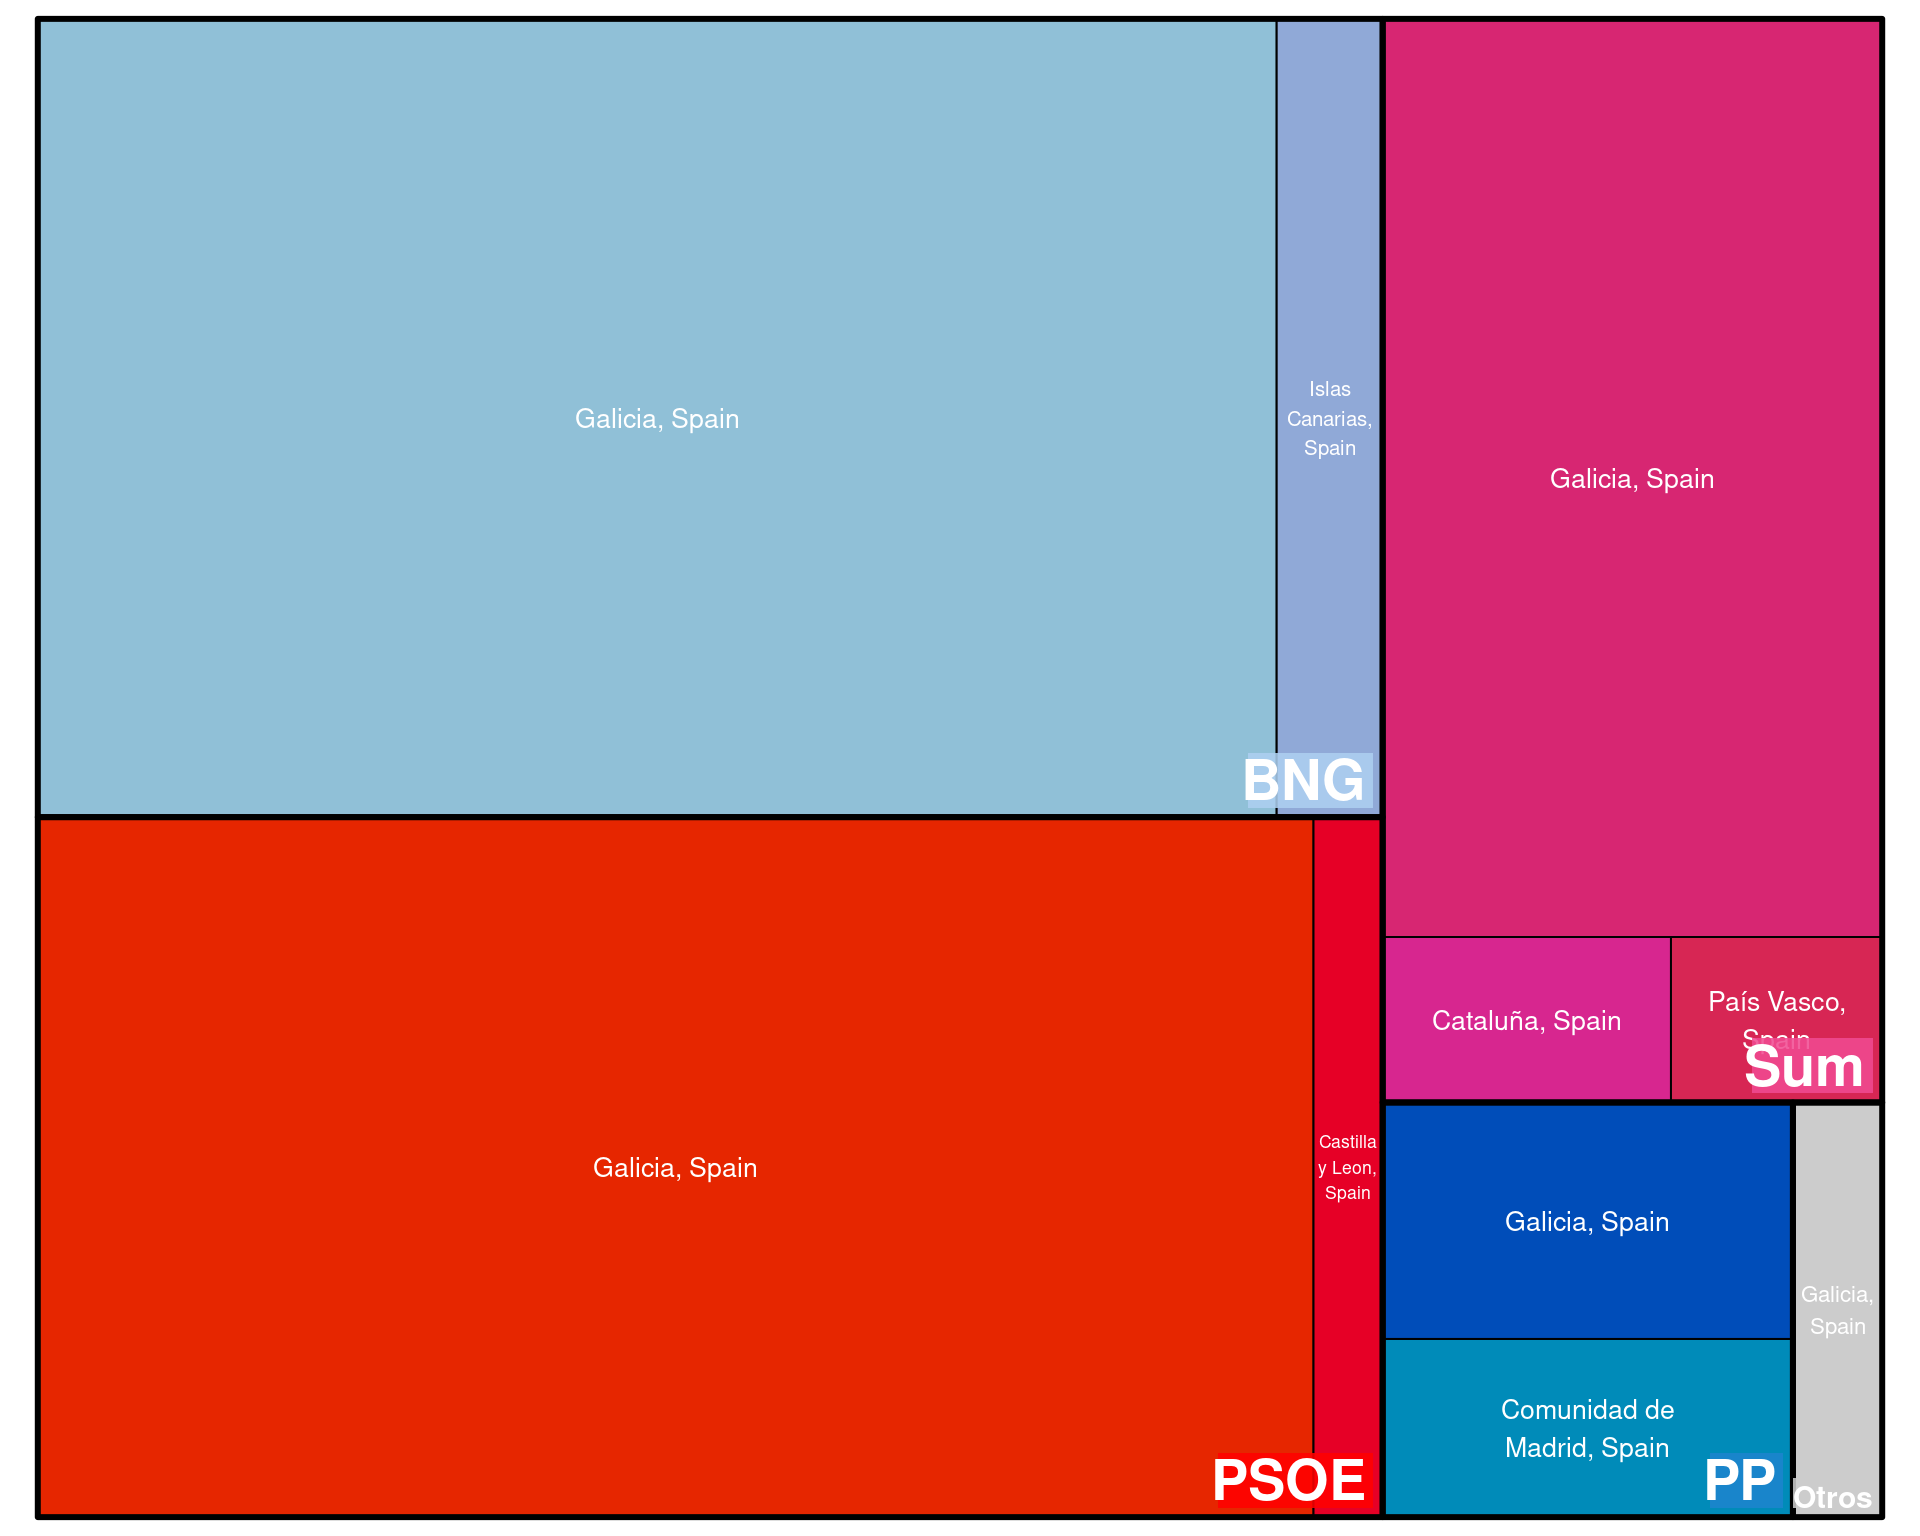 Galicia, Spain
Islas
Canarias,
Spain
BNG
Galicia, Spain
Castilla
y Leon,
Spain
PSOE
Galicia, Spain
Cataluña, Spain
País Vasco,
Spain
Sum
Galicia, Spain
Comunidad de
Madrid, Spain
PP
Galicia,
Spain
Otros